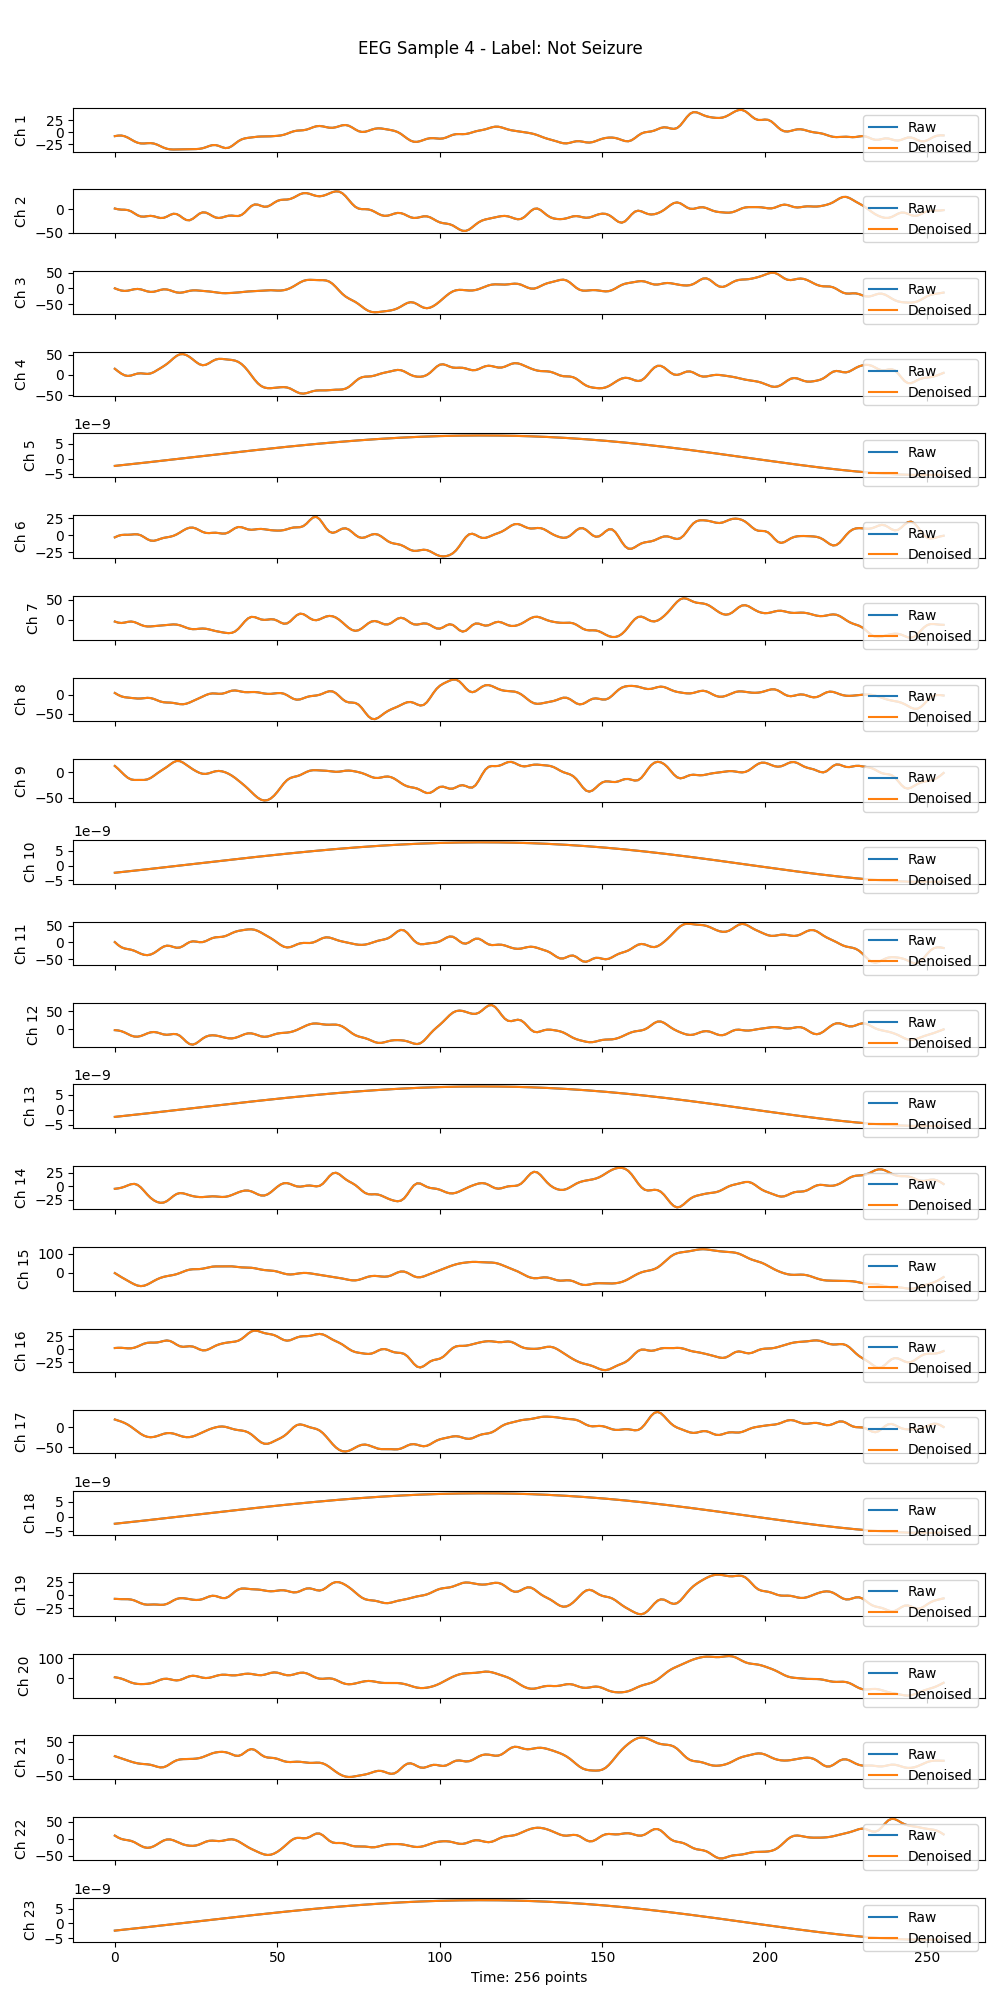 EEG Sample 4 - Label: Not Seizure
Ch 1
25
0
−25
Raw
Denoised
Ch 2
0
−50
Raw
Denoised
Ch 3
50
0
−50
Raw
Denoised
Ch 4
50
0
−50
Raw
Denoised
1e−9
Ch 5
5
0
−5
Raw
Denoised
Ch 6
25
0
−25
Raw
Denoised
Ch 7
50
0
Raw
Denoised
Ch 8
0
−50
Raw
Denoised
Ch 9
0
−50
Raw
Denoised
1e−9
Ch 10
5
0
−5
Raw
Denoised
Ch 11
50
0
−50
Raw
Denoised
Ch 12
50
0
Raw
Denoised
1e−9
Ch 13
5
0
−5
Raw
Denoised
Ch 14
25
0
−25
Raw
Denoised
Ch 15
100
0
Raw
Denoised
Ch 16
25
0
−25
Raw
Denoised
Ch 17
0
−50
Raw
Denoised
1e−9
Ch 18
5
0
−5
Raw
Denoised
Ch 19
25
0
−25
Raw
Denoised
Ch 20
100
0
Raw
Denoised
Ch 21
50
0
−50
Raw
Denoised
Ch 22
50
0
−50
Raw
Denoised
1e−9
Ch 23
5
0
−5
Raw
Denoised
0 50 100 150 200 250
Time: 256 points